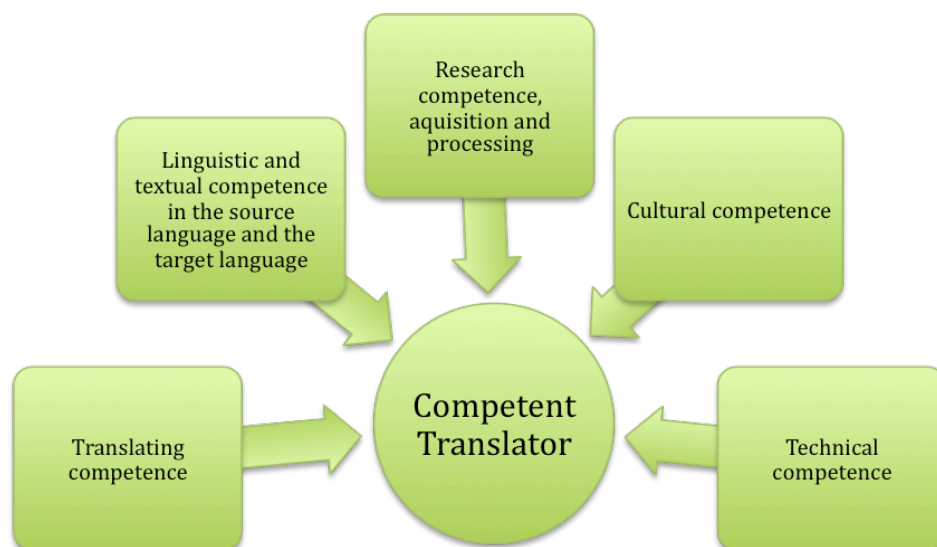 Research
competence,
aquisition and
processing
Linguistic and
textual competence
in the source
language and the
target language
Cultural competence
Competent
Translator
Translating
competence
Technical
competence